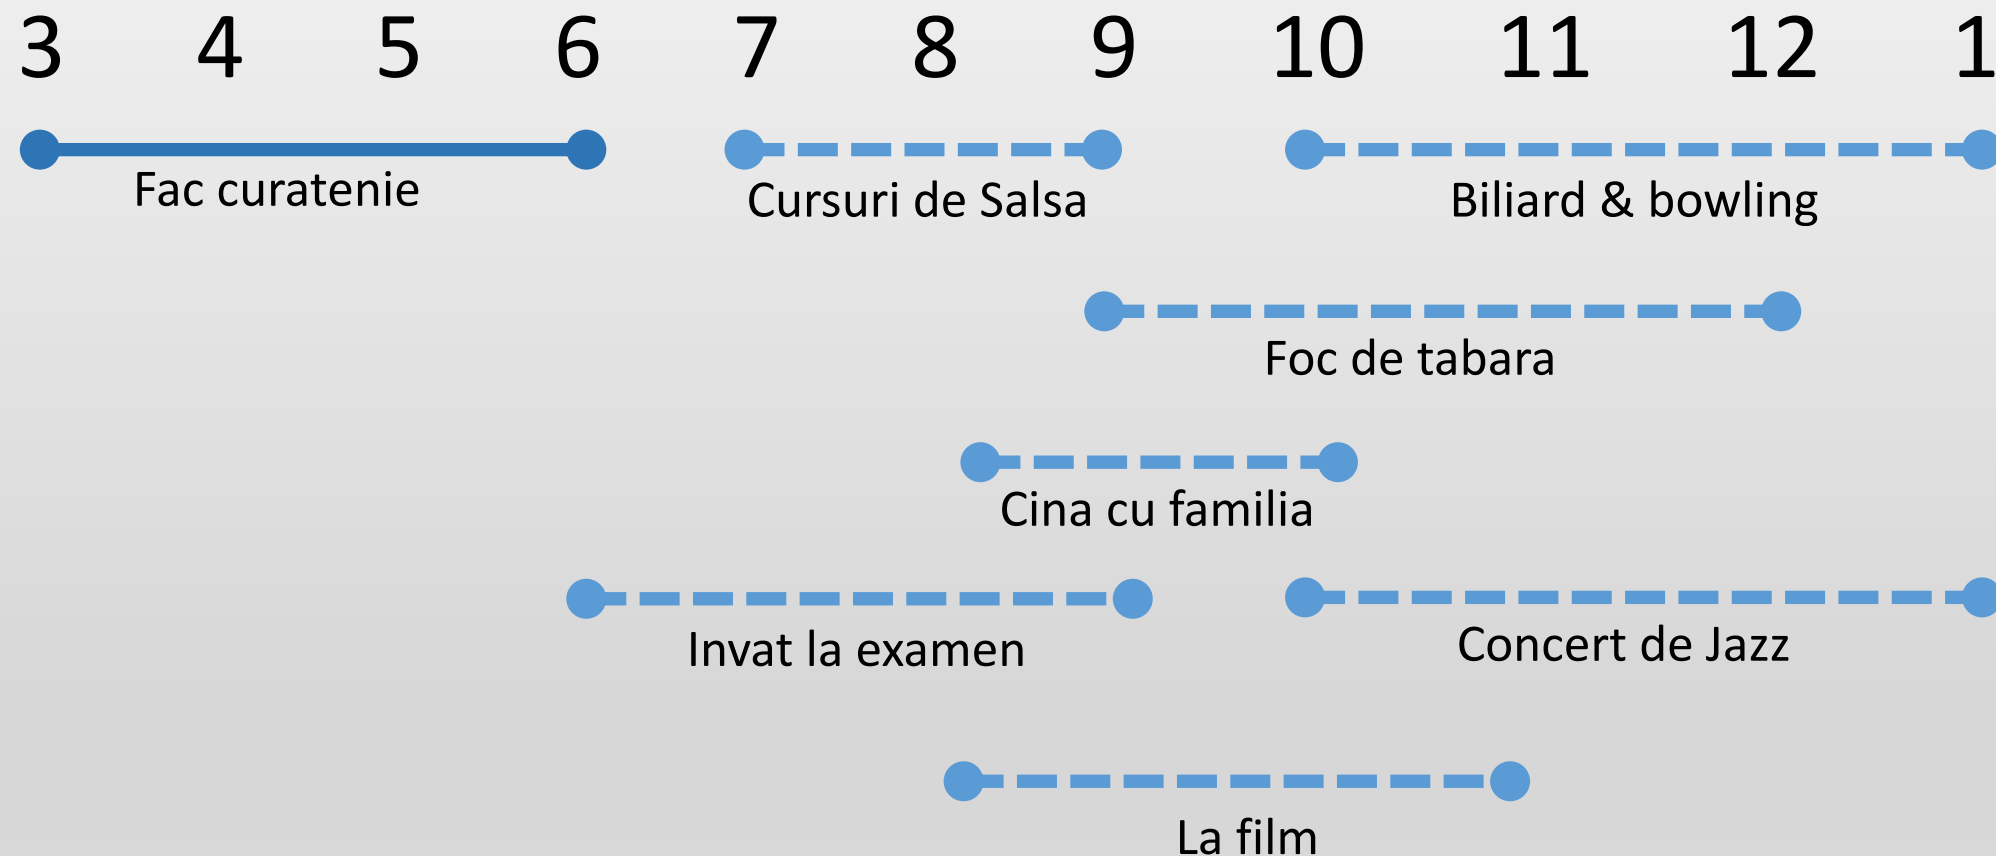 3 4 5 6 7 8 9 10 11 12 1
Fac curatenie
Cursuri de Salsa
Biliard & bowling
Foc de tabara
Cina cu familia
Invat la examen
Concert de Jazz
La film